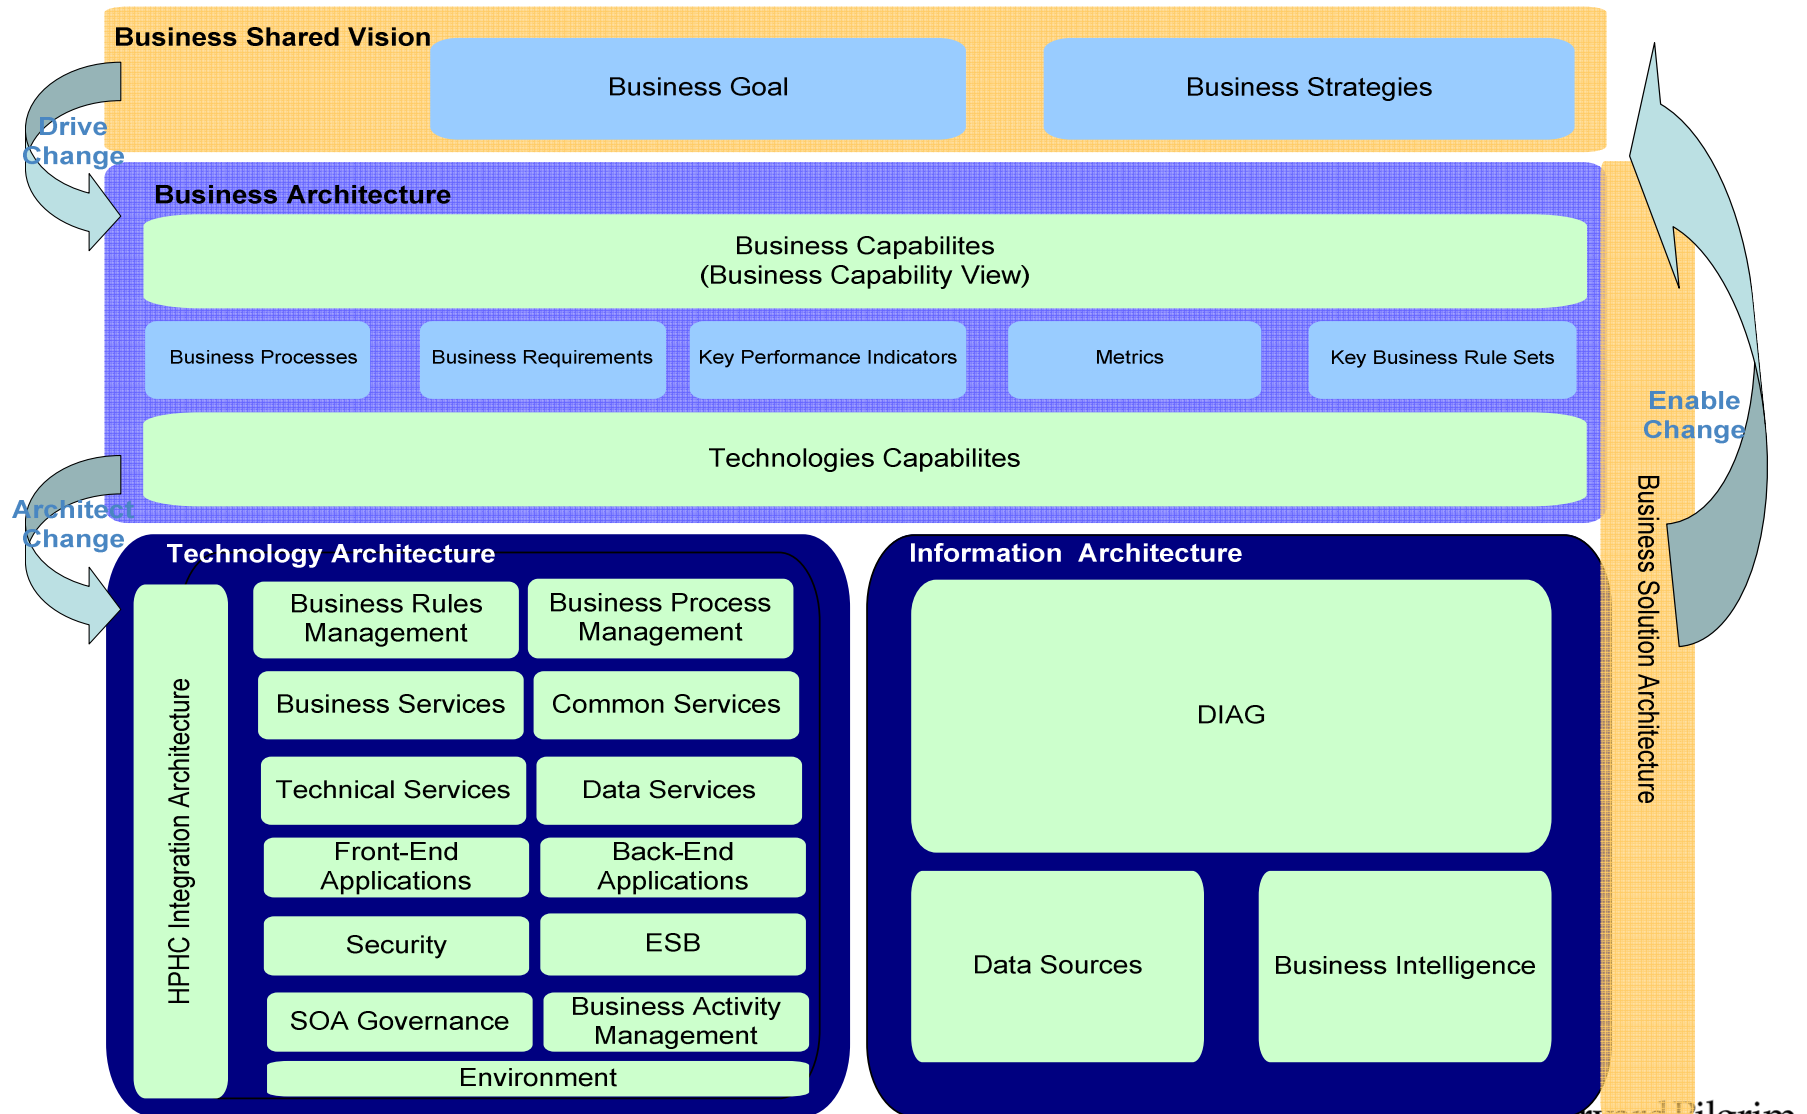 Business Shared Vision
Business Goal
Business Strategies
Drive
Change
Business Architecture
Business Capabilites
(Business Capability View)
Business Processes
Business Requirements
Key Performance Indicators
Metrics
Key Business Rule Sets
Technologies Capabilites
Enable
Change
Architect
Change
Business Solution Architecture
Technology Architecture
HPHC Integration Architecture
Business Rules
Management
Business Process
Management
Business Services
Common Services
Technical Services
Data Services
Front-End
Applications
Back-End
Applications
Security
ESB
SOA Governance
Business Activity
Management
Environment
Information Architecture
DIAG
Data Sources
Business Intelligence